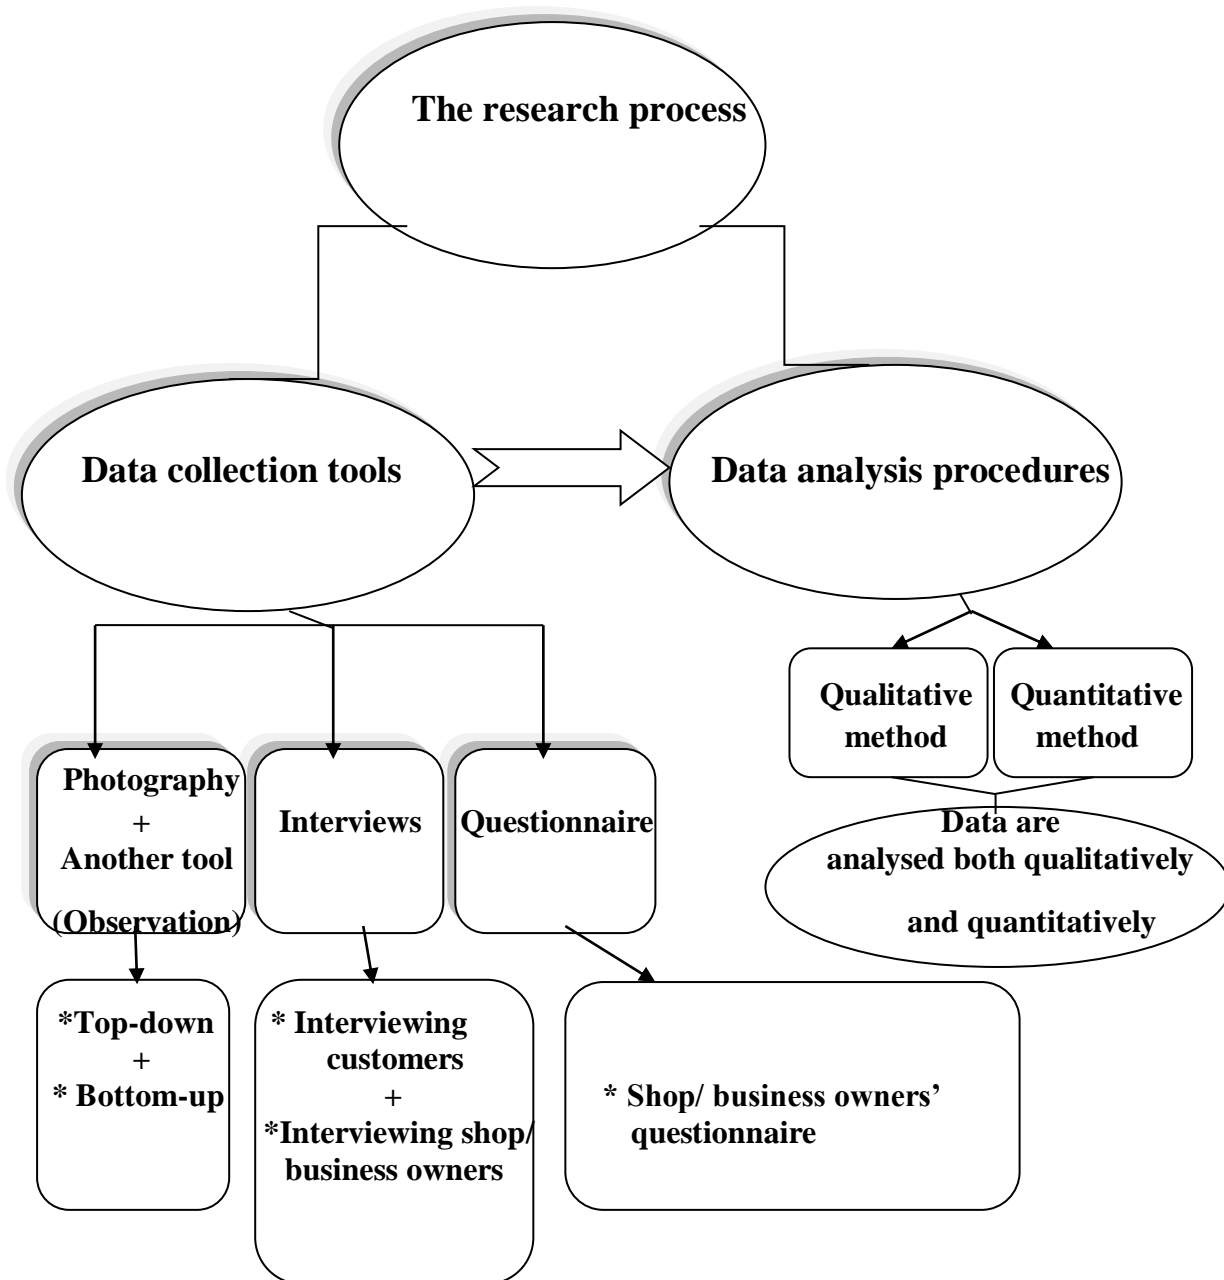 The research process
Data collection tools
Data analysis procedures
Qualitative
method
Quantitative
method
Data are
analysed both qualitatively
and quantitatively
Photography
+
Another tool
(Observation)
Interviews
Questionnaire
*Top-down
+
* Bottom-up
* Interviewing
customers
+
*Interviewing shop/
business owners
* Shop/ business owners’
questionnaire